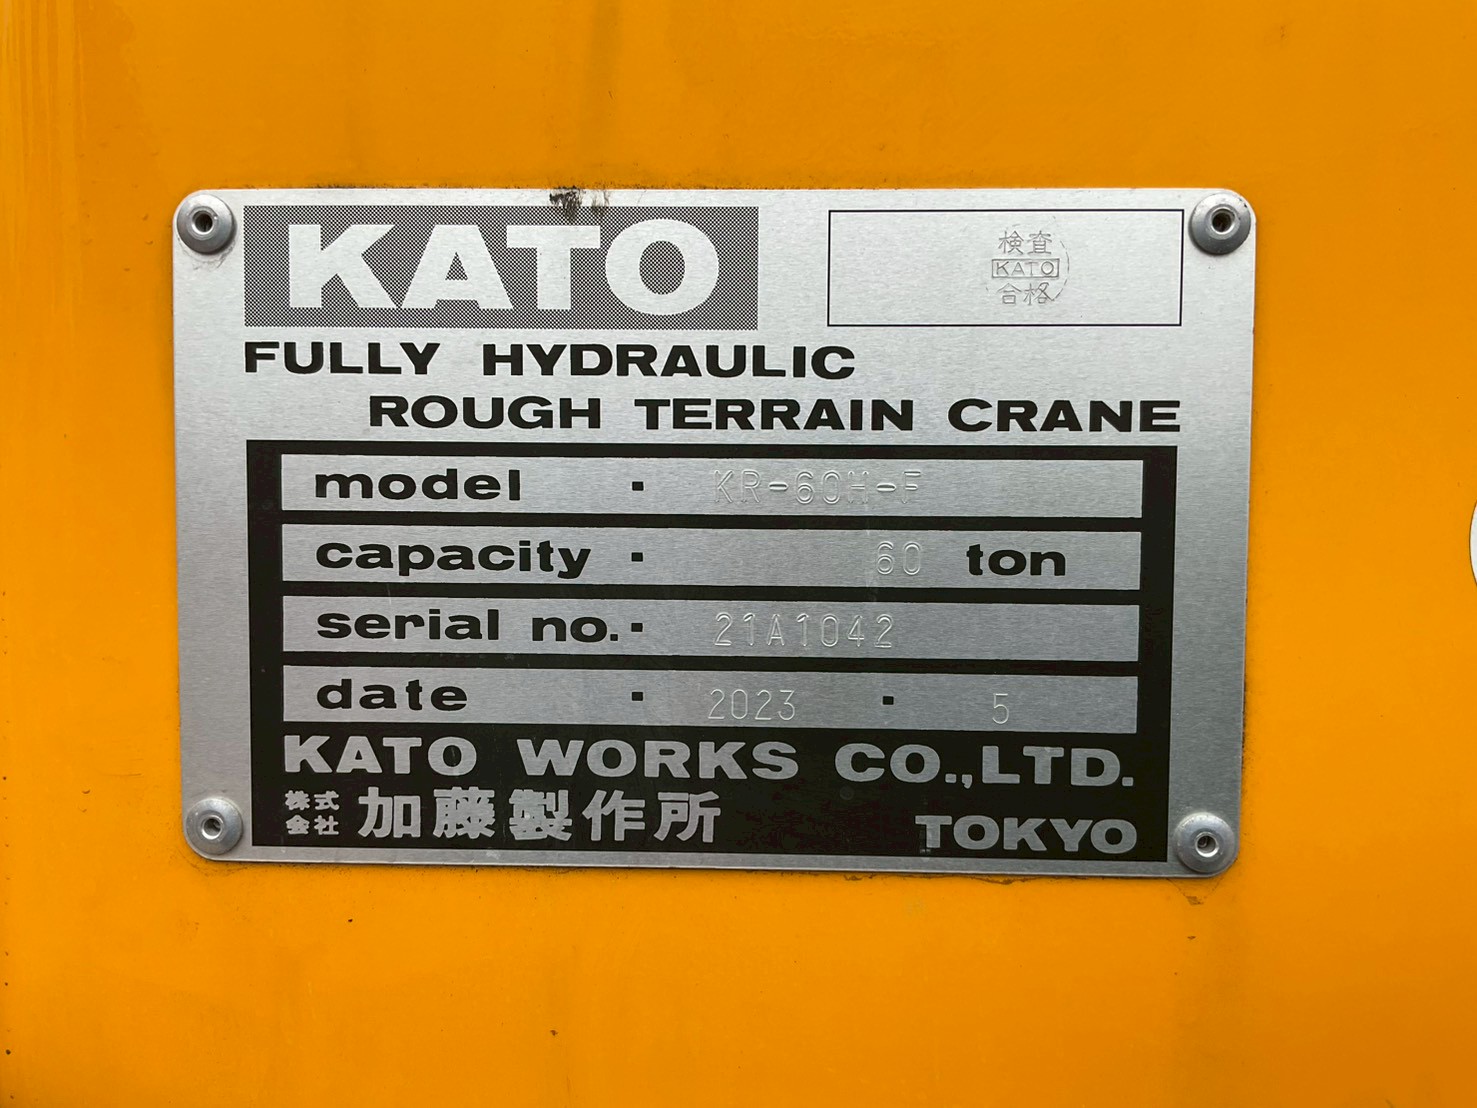 KATO
検査
KATO
合格
FULLY HYDRAULIC
ROUGH TERRAIN CRANE
model · KR-60H-F
capacity · 60 ton
serial no. · 21A1042
date · 2023 · 5
KATO WORKS CO.,LTD.
株式会社 加藤製作所 TOKYO